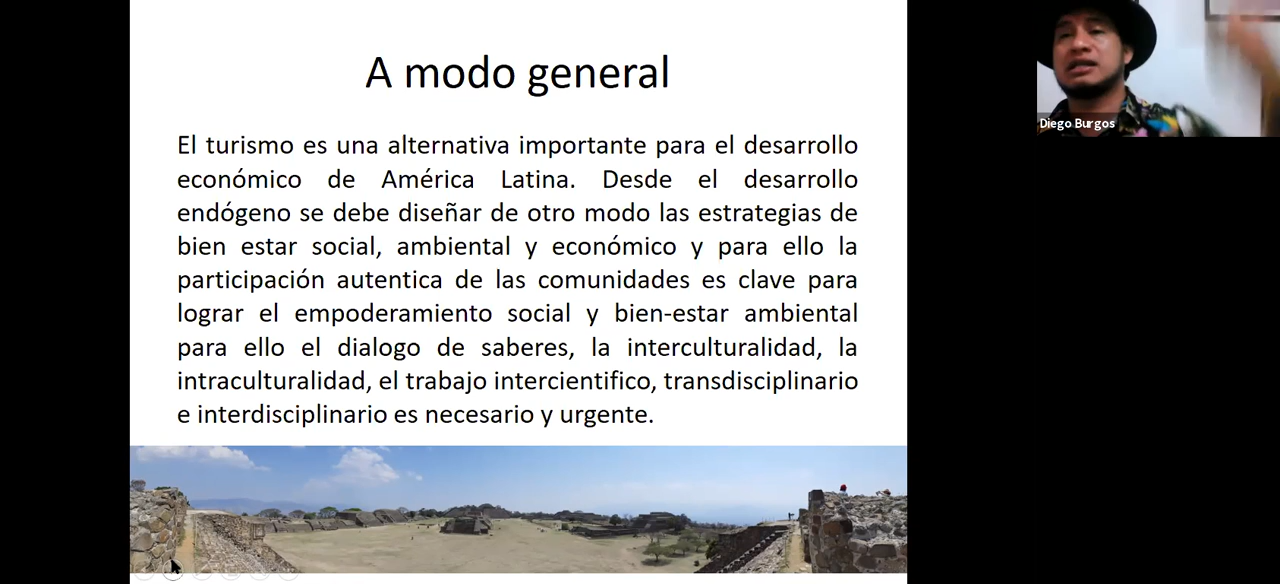 A modo general
El turismo es una alternativa importante para el desarrollo
económico de América Latina. Desde el desarrollo
endógeno se debe diseñar de otro modo las estrategias de
bien estar social, ambiental y económico y para ello la
participación autentica de las comunidades es clave para
lograr el empoderamiento social y bien-estar ambiental
para ello el dialogo de saberes, la interculturalidad, la
intraculturalidad, el trabajo intercientifico, transdisciplinario
e interdisciplinario es necesario y urgente.
Diego Burgos